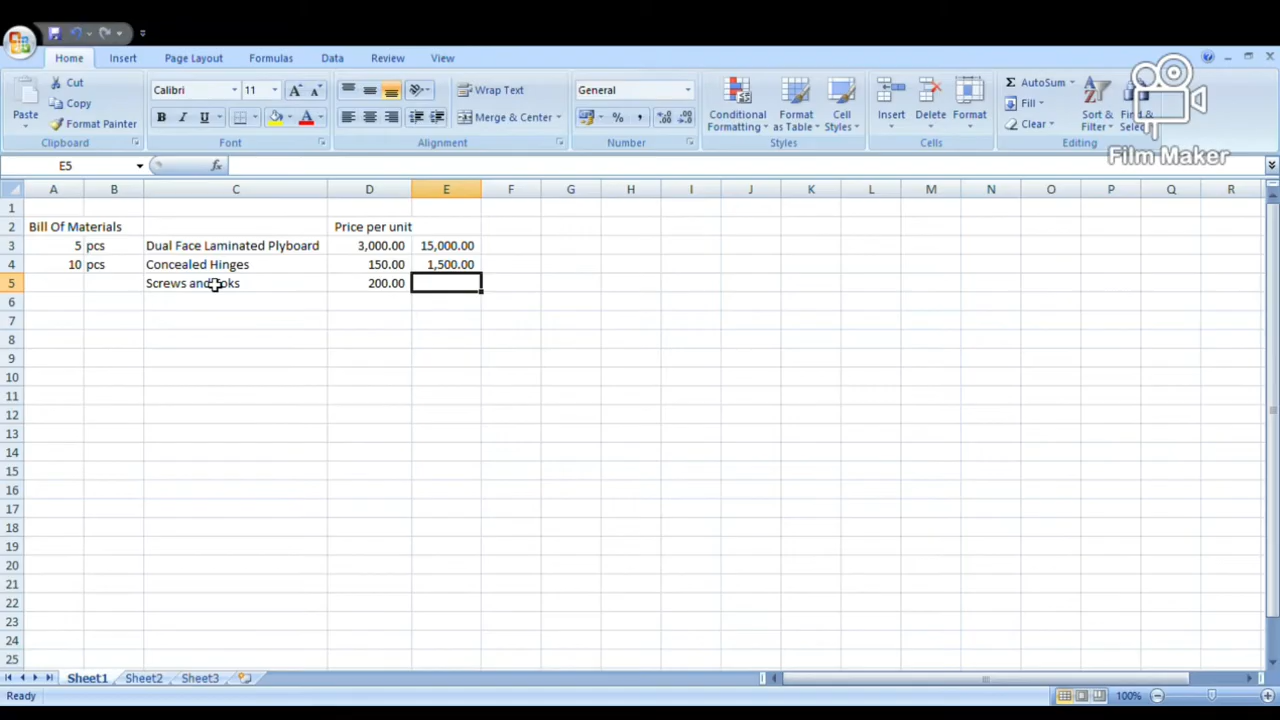 Home Insert Page Layout Formulas Data Review View
Cut Calibri 11 Wrap Text General AutoSum
Copy Fill
Paste Format Painter Merge & Center Conditional Formatting Format as Table Cell Styles Insert Delete Format Clear Sort & Filter Find &
Clipboard Font Alignment Number Styles Cells Editing
Film Maker
E5 fx
A B C D E F G H I J K L M N O P Q R
1
2 Bill Of Materials Price per unit
3 5 pcs Dual Face Laminated Plyboard 3,000.00 15,000.00
4 10 pcs Concealed Hinges 150.00 1,500.00
5 Screws and 200.00
6
7
8
9
10
11
12
13
14
15
16
17
18
19
20
21
22
23
24
25
Sheet1 Sheet2 Sheet3
Ready 100%